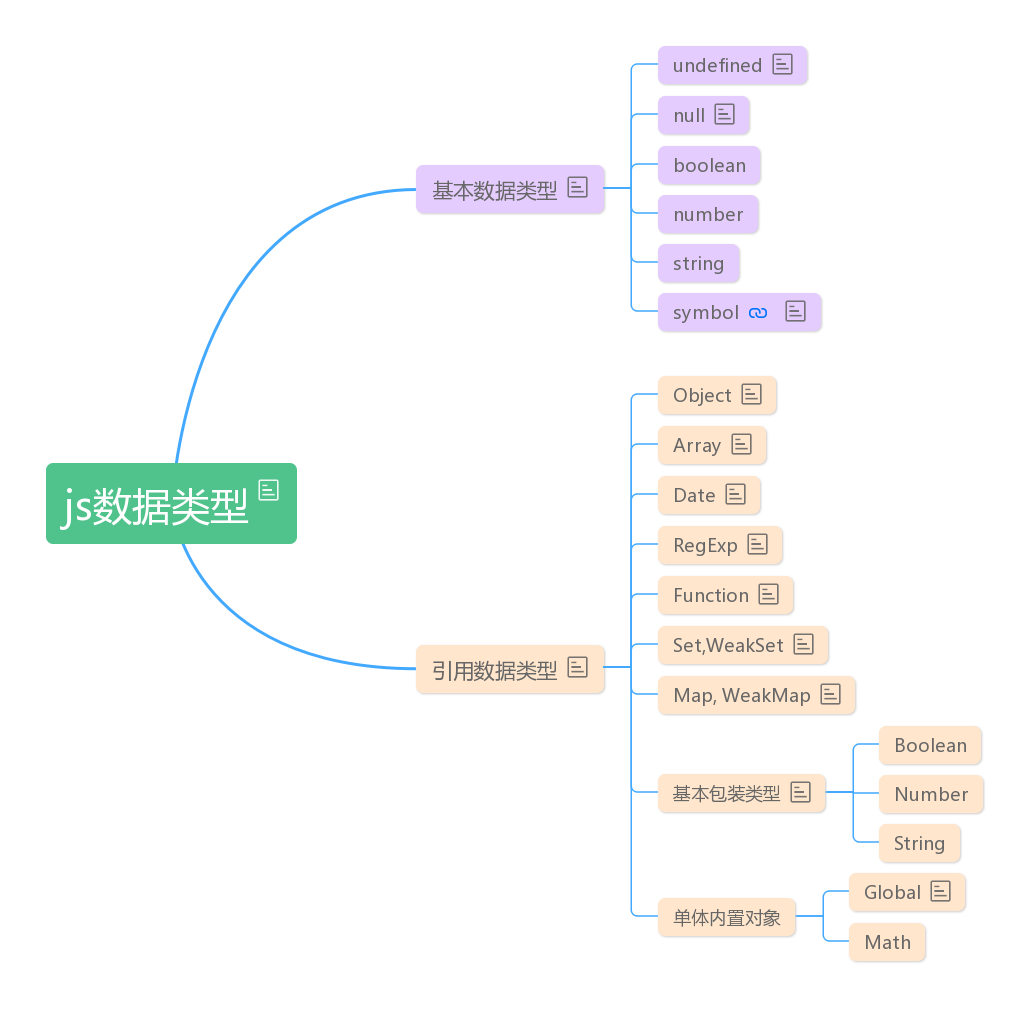 js数据类型
基本数据类型
undefined
null
boolean
number
string
symbol
引用数据类型
Object
Array
Date
RegExp
Function
Set,WeakSet
Map, WeakMap
基本包装类型
Boolean
Number
String
单体内置对象
Global
Math